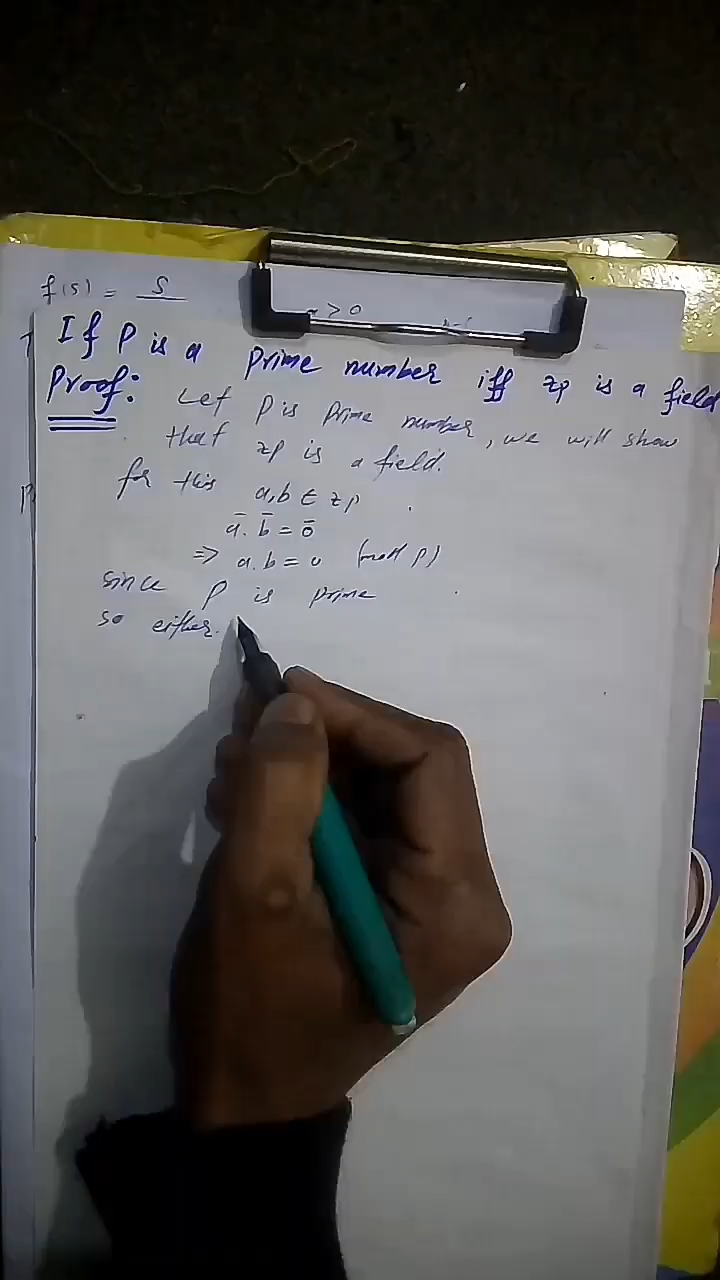 f(s) = S
> 0
If P is a prime number iff zp is a field
Proof: Let P is prime number, we will show
that zp is a field.
for this a,b ∈ zp
ā. b̄ = 0̄
⇒ a.b = 0 (mod p)
since P is prime
so either.